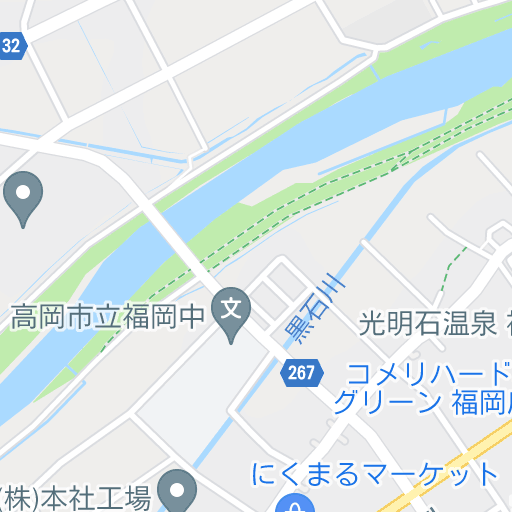 32
高岡市立福岡中
文
黒石川
光明石温泉
267
コメリハード
グリーン 福岡
にくまるマーケット
(株)本社工場